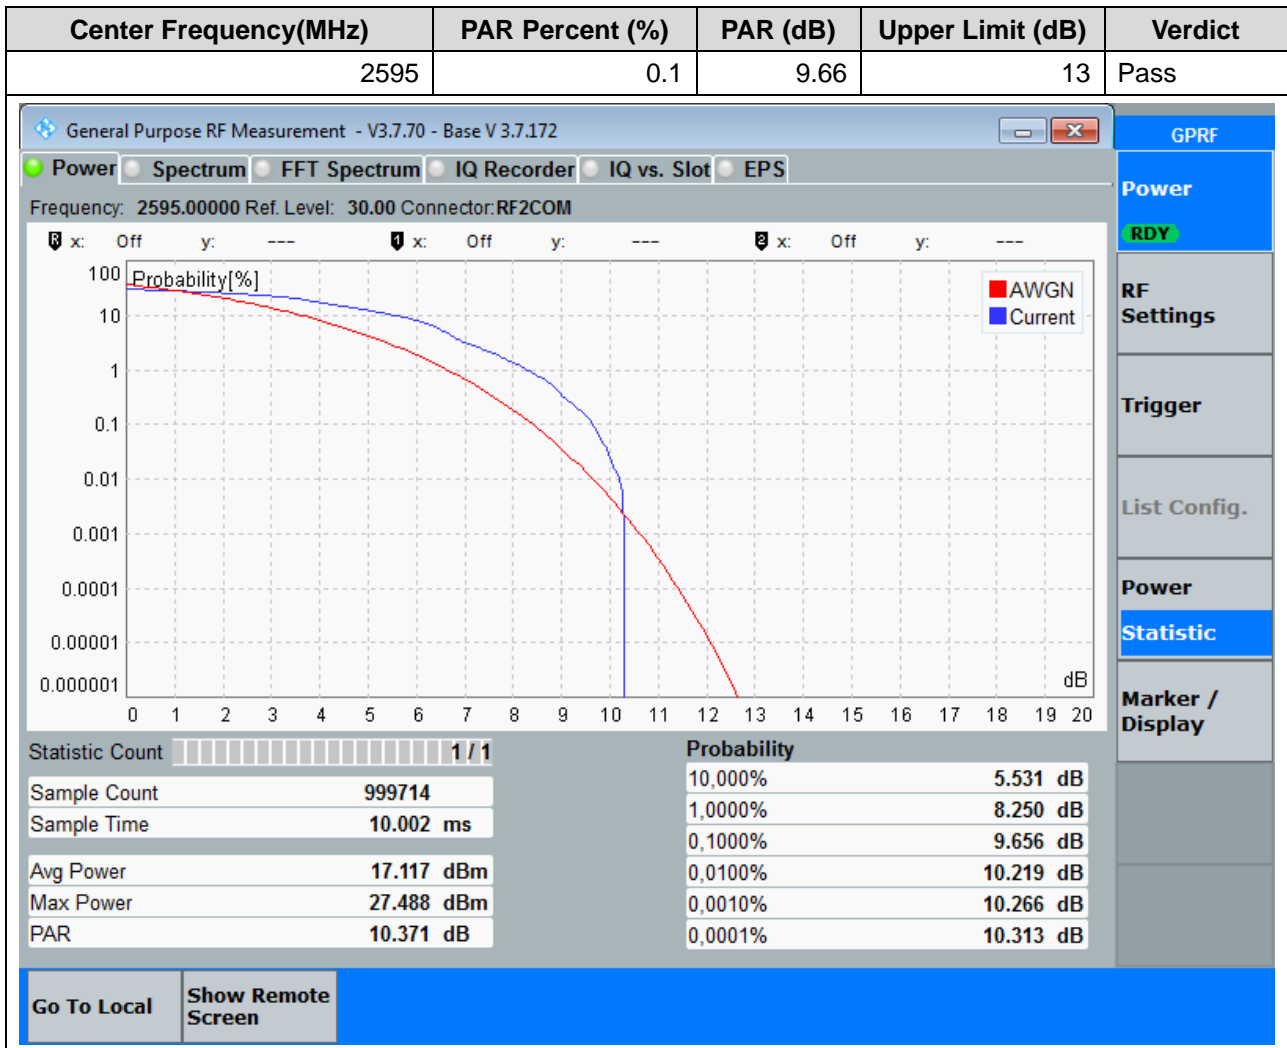 Center Frequency(MHz) PAR Percent (%) PAR (dB) Upper Limit (dB) Verdict
2595 0.1 9.66 13 Pass
General Purpose RF Measurement - V3.7.70 - Base V 3.7.172
GPRF
Power Spectrum FFT Spectrum IQ Recorder IQ vs. Slot EPS
Frequency: 2595.00000 Ref. Level: 30.00 Connector: RF2COM
R x: Off y: --- 1 x: Off y: --- 2 x: Off y: ---
Power
RDY
RF
Settings
Trigger
List Config.
Power
Statistic
Marker /
Display
Probability[%]
AWGN
Current
100
10
1
0.1
0.01
0.001
0.0001
0.00001
0.000001
dB
0 1 2 3 4 5 6 7 8 9 10 11 12 13 14 15 16 17 18 19 20
Statistic Count 1 / 1
Sample Count 999714
Sample Time 10.002 ms
Avg Power 17.117 dBm
Max Power 27.488 dBm
PAR 10.371 dB
Probability
10,000% 5.531 dB
1,0000% 8.250 dB
0,1000% 9.656 dB
0,0100% 10.219 dB
0,0010% 10.266 dB
0,0001% 10.313 dB
Go To Local
Show Remote
Screen